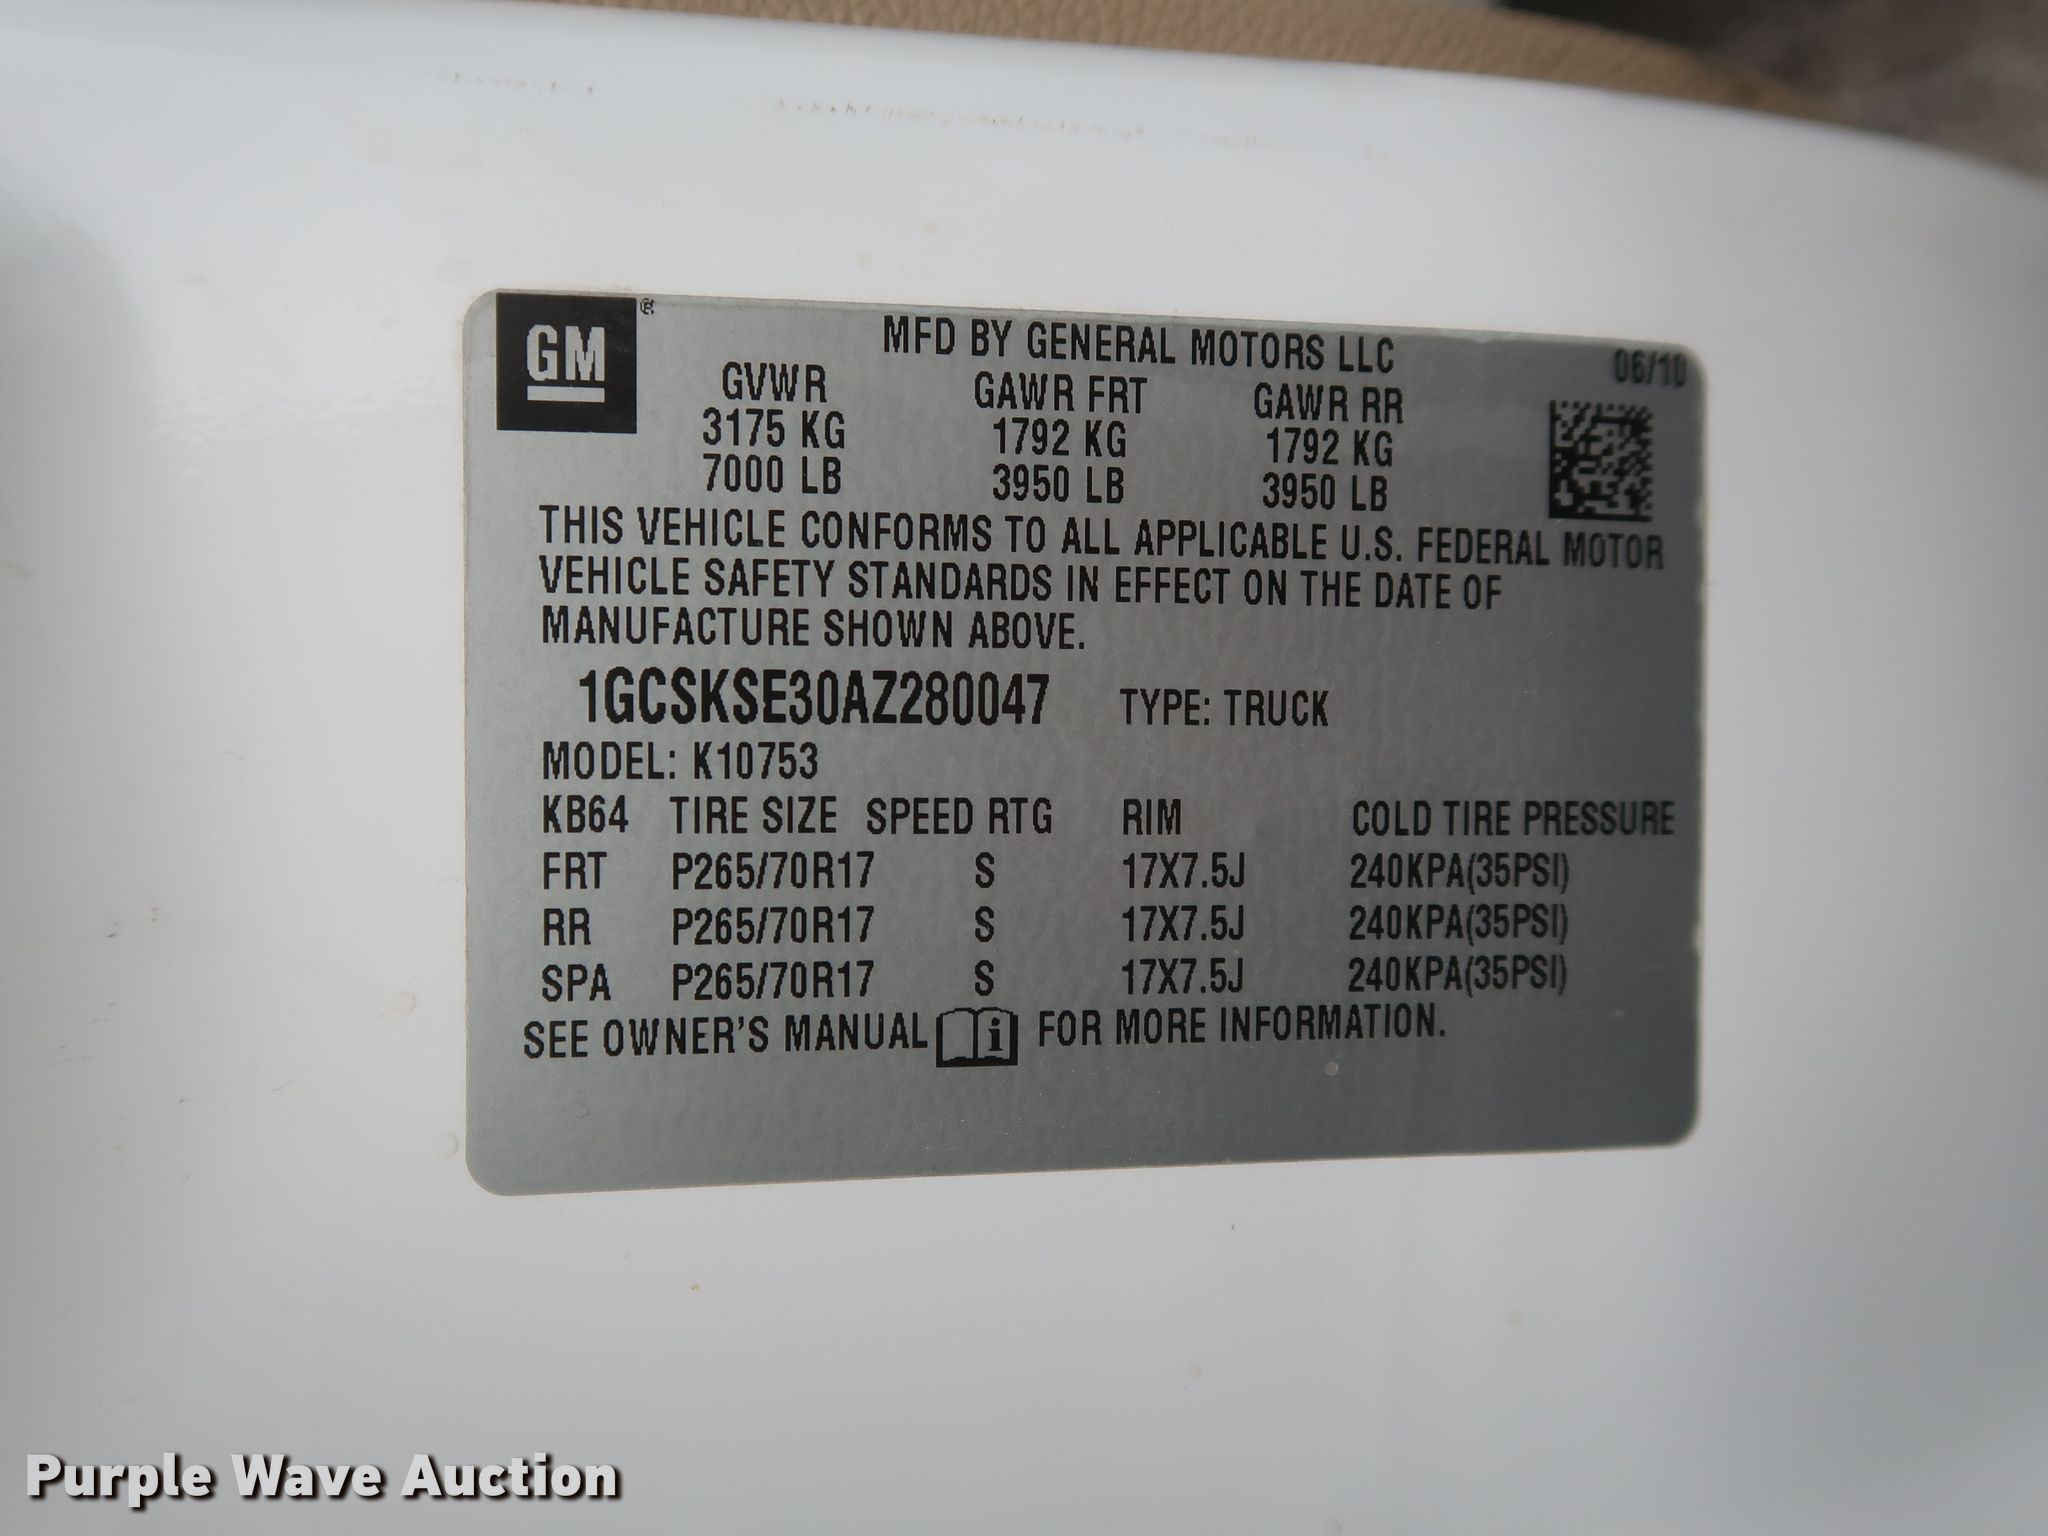 GM ®
MFD BY GENERAL MOTORS LLC 06/10
GVWR GAWR FRT GAWR RR
3175 KG 1792 KG 1792 KG
7000 LB 3950 LB 3950 LB
THIS VEHICLE CONFORMS TO ALL APPLICABLE U.S. FEDERAL MOTOR
VEHICLE SAFETY STANDARDS IN EFFECT ON THE DATE OF
MANUFACTURE SHOWN ABOVE.
1GCSKSE30AZ280047 TYPE: TRUCK
MODEL: K10753
KB64 TIRE SIZE SPEED RTG RIM COLD TIRE PRESSURE
FRT P265/70R17 S 17X7.5J 240KPA(35PSI)
RR P265/70R17 S 17X7.5J 240KPA(35PSI)
SPA P265/70R17 S 17X7.5J 240KPA(35PSI)
SEE OWNER'S MANUAL i FOR MORE INFORMATION.
Purple Wave Auction